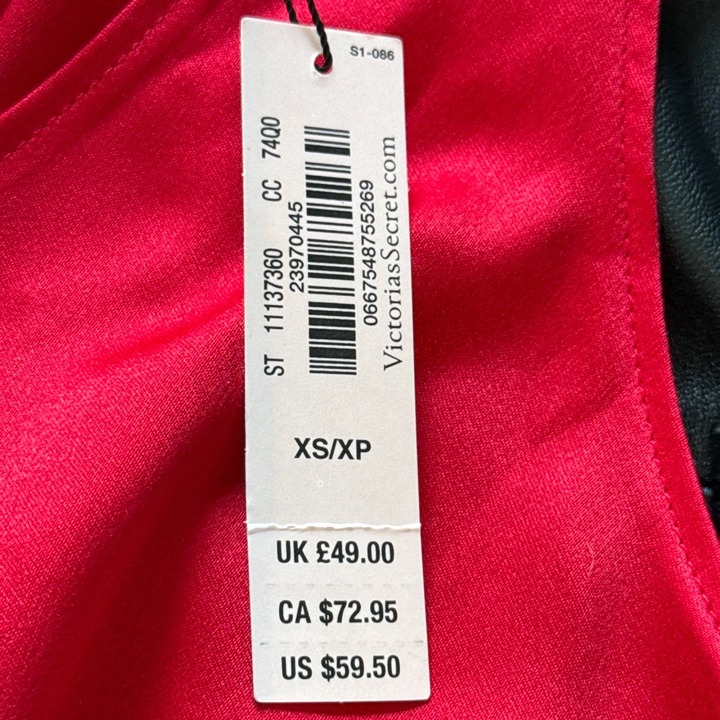 S1-086
ST 11137360 CC 74Q0
23970445
0667548755269
VictoriasSecret.com
XS/XP
UK £49.00
CA $72.95
US $59.50